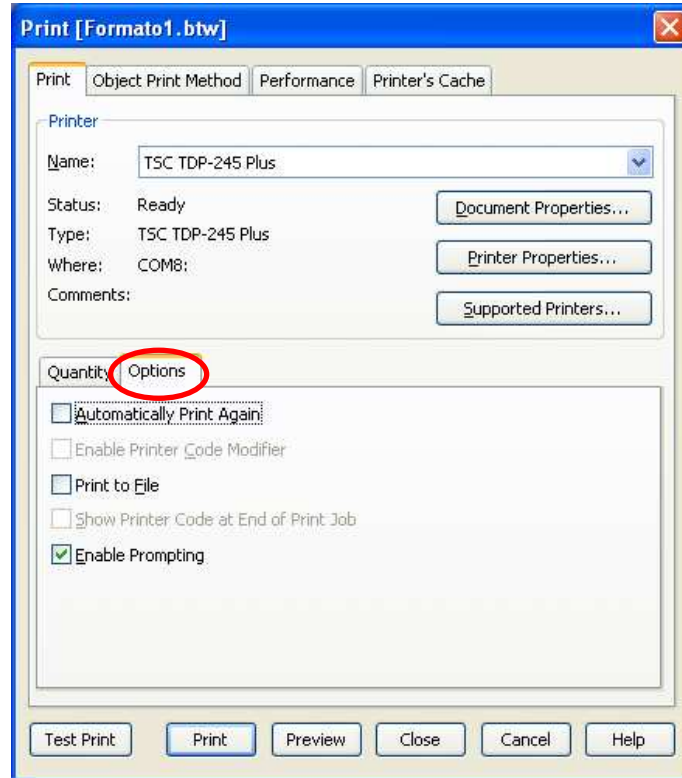 Print [Formato1.btw]
Print Object Print Method Performance Printer's Cache
Printer
Name: TSC TDP-245 Plus
Status: Ready Document Properties...
Type: TSC TDP-245 Plus
Where: COM8: Printer Properties...
Comments: Supported Printers...
Quantity Options
Automatically Print Again
Enable Printer Code Modifier
Print to File
Show Printer Code at End of Print Job
Enable Prompting
Test Print Print Preview Close Cancel Help